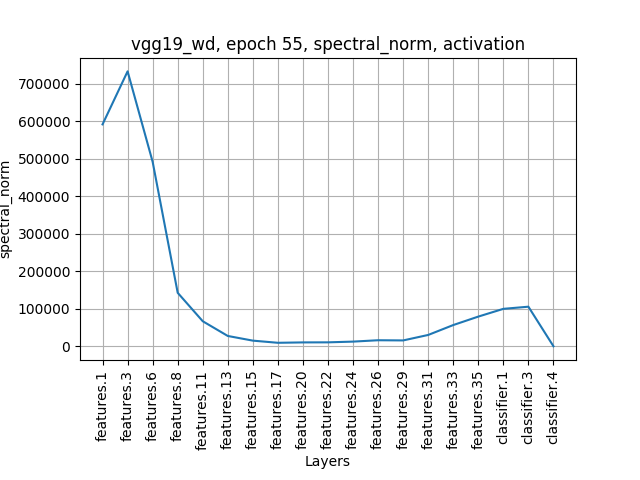 vgg19_wd, epoch 55, spectral_norm, activation
spectral_norm
700000
600000
500000
400000
300000
200000
100000
0
features.1
features.3
features.6
features.8
features.11
features.13
features.15
features.17
features.20
features.22
features.24
features.26
features.29
features.31
features.33
features.35
classifier.1
classifier.3
classifier.4
Layers